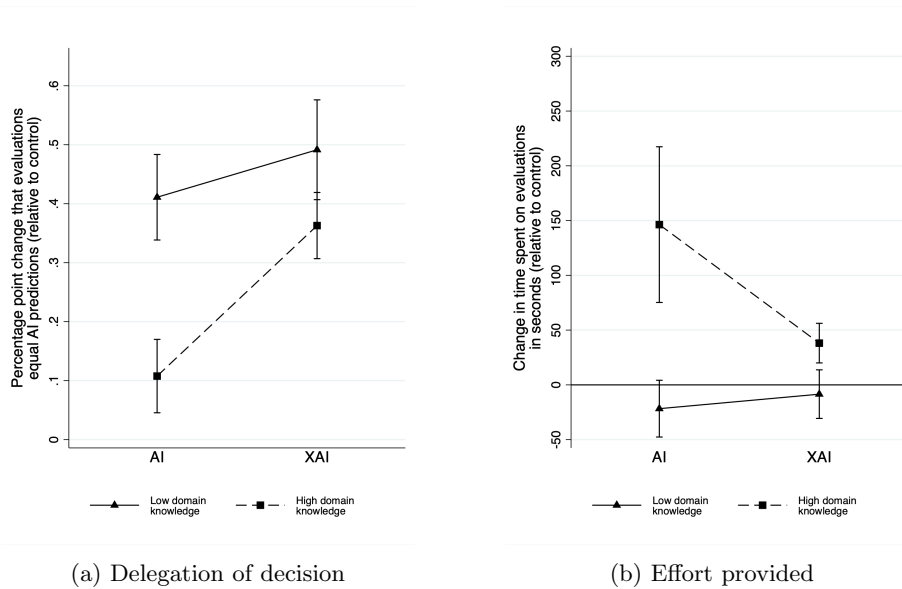 Percentage point change that evaluations
equal AI predictions (relative to control)
.6
.5
.4
.3
.2
.1
0
AI XAI
Low domain
knowledge
High domain
knowledge
(a) Delegation of decision
Change in time spent on evaluations
in seconds (relative to control)
300
250
200
150
100
50
0
-50
AI XAI
Low domain
knowledge
High domain
knowledge
(b) Effort provided